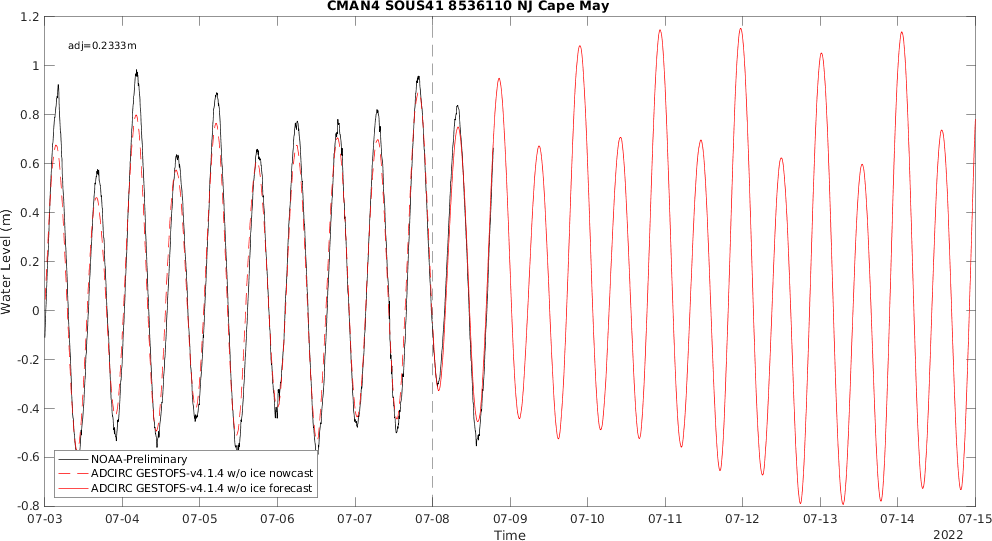 CMAN4 SOUS41 8536110 NJ Cape May
1.2
1
0.8
0.6
0.4
0.2
0
-0.2
-0.4
-0.6
-0.8
Water Level (m)
adj=0.2333m
NOAA-Preliminary
ADCIRC GESTOFS-v4.1.4 w/o ice nowcast
ADCIRC GESTOFS-v4.1.4 w/o ice forecast
07-03 07-04 07-05 07-06 07-07 07-08 07-09 07-10 07-11 07-12 07-13 07-14 07-15
Time
2022